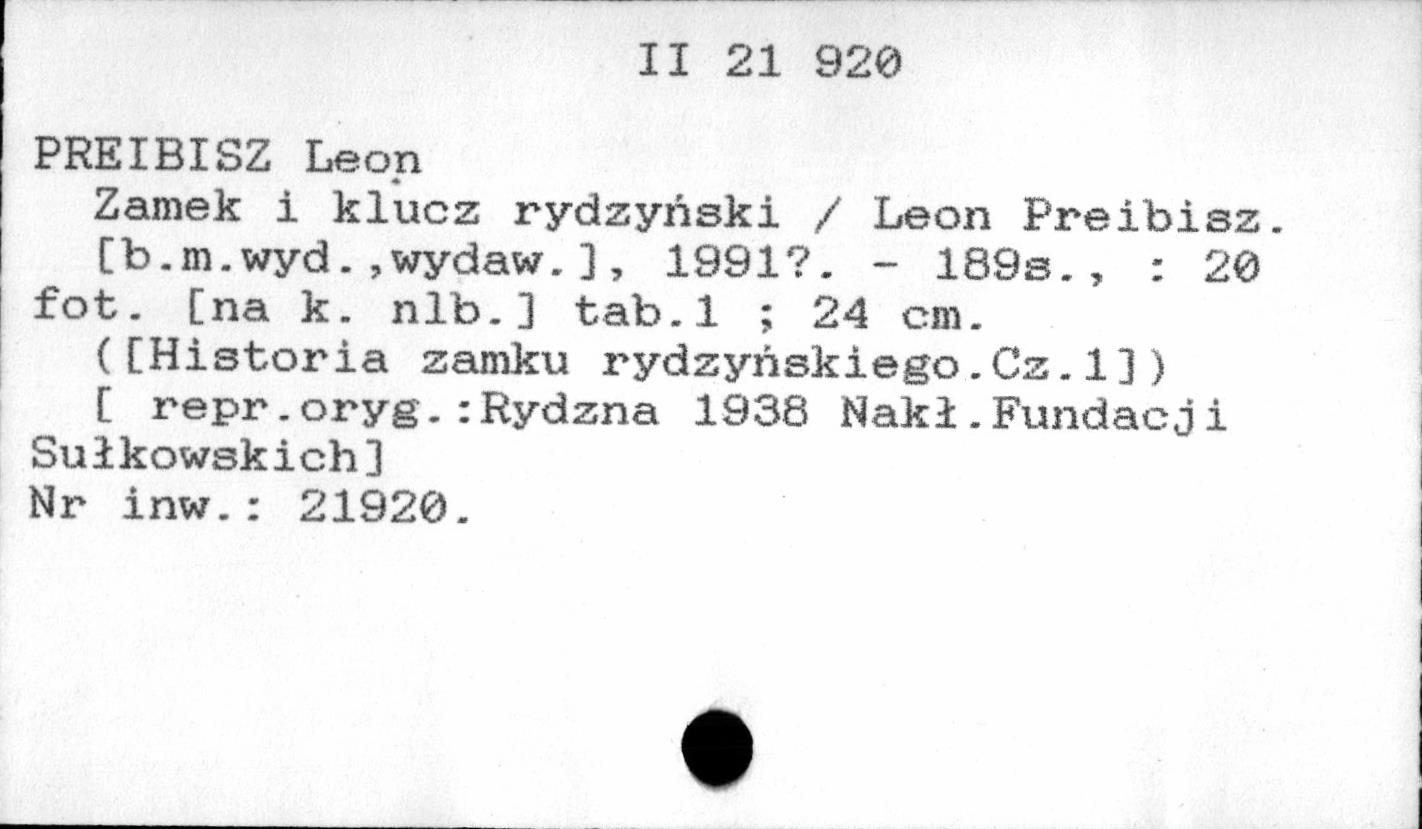 II 21 920
PREIBISZ Leon
Zamek i klucz rydzyński / Leon Preibisz.
[b.m.wyd.,wydaw.], 1991?. - 189s., : 20
fot. [na k. nlb.] tab.1 ; 24 cm.
([Historia zamku rydzyńskiego.Cz.1])
[ repr.oryg.:Rydzna 1938 Nakł.Fundacji
Sułkowskich]
Nr inw.: 21920.